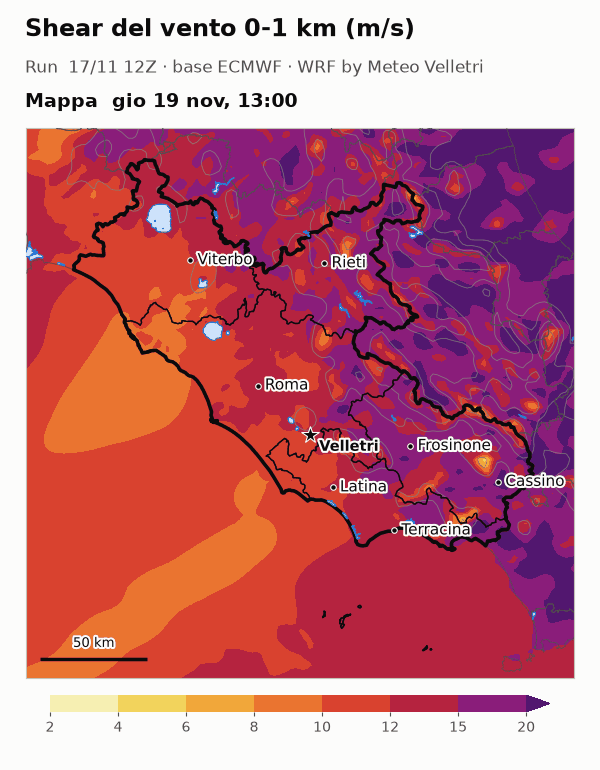 Shear del vento 0-1 km (m/s)
Run  17/11 12Z · base ECMWF · WRF by Meteo Velletri
Mappa  gio 19 nov, 13:00
Viterbo
Rieti
Roma
Velletri
Frosinone
Latina
Cassino
Terracina
50 km
2 4 6 8 10 12 15 20